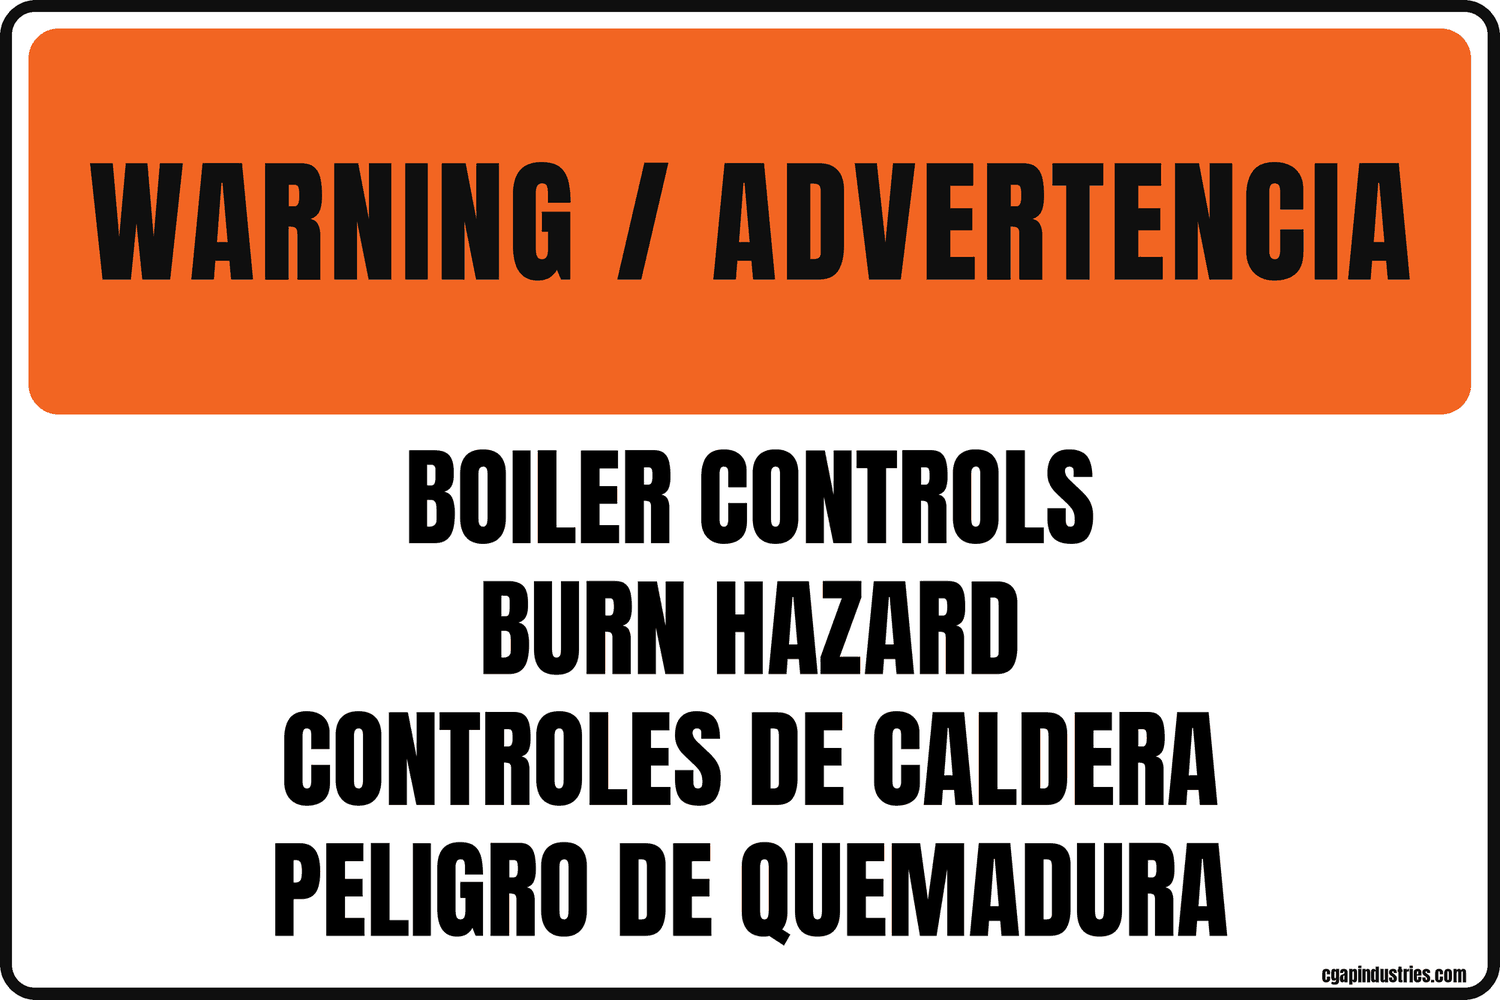 WARNING / ADVERTENCIA
BOILER CONTROLS
BURN HAZARD
CONTROLES DE CALDERA
PELIGRO DE QUEMADURA
cgapindustries.com